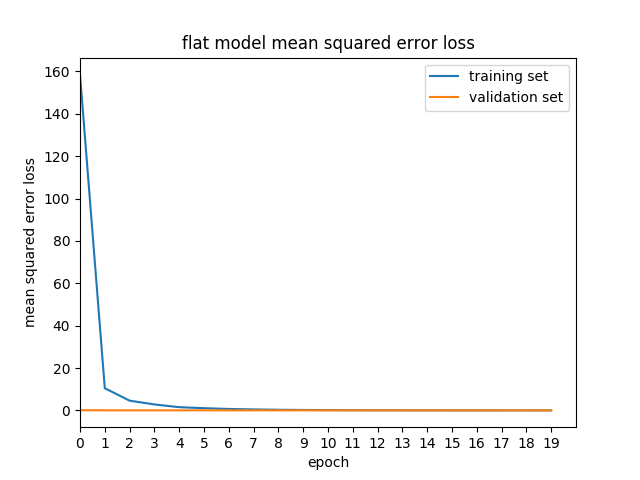 flat model mean squared error loss
training set
validation set
mean squared error loss
160
140
120
100
80
60
40
20
0
0 1 2 3 4 5 6 7 8 9 10 11 12 13 14 15 16 17 18 19
epoch